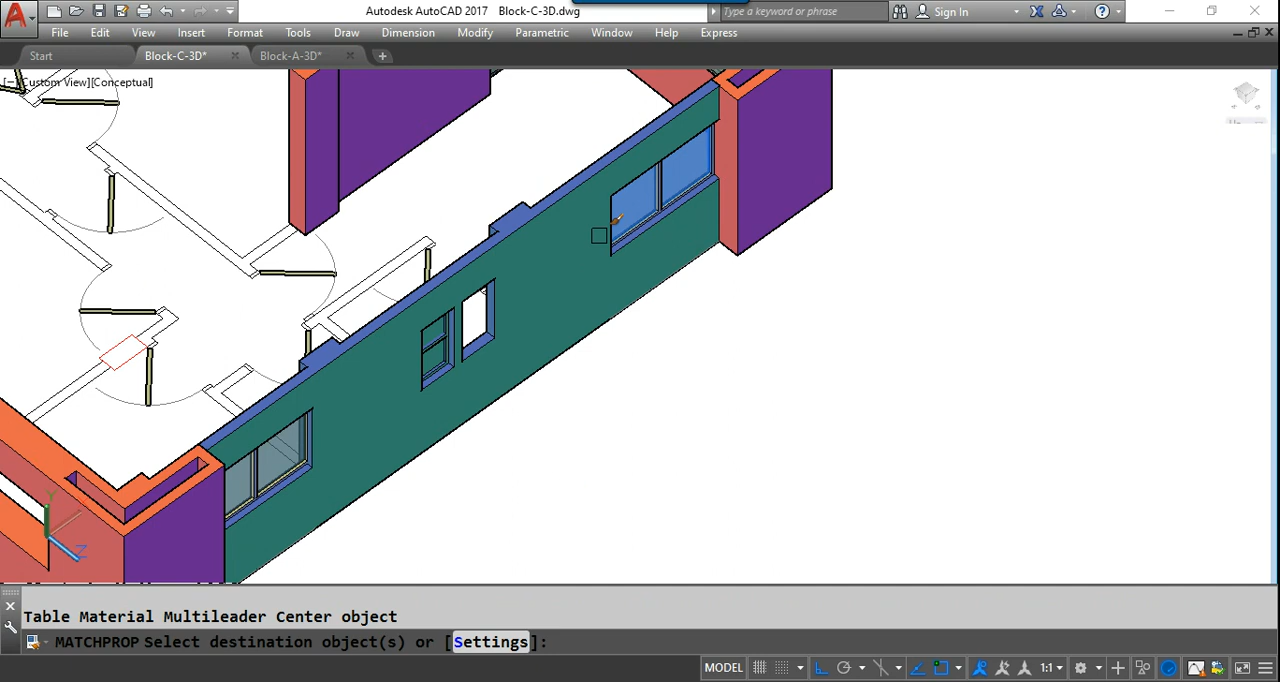 Autodesk AutoCAD 2017 Block-C-3D.dwg
Type a keyword or phrase
Sign In
File Edit View Insert Format Tools Draw Dimension Modify Parametric Window Help Express
Start Block-C-3D* Block-A-3D*
[−][Custom View][Conceptual]
Y
Z
Table Material Multileader Center object
MATCHPROP Select destination object(s) or [Settings]:
MODEL 1:1